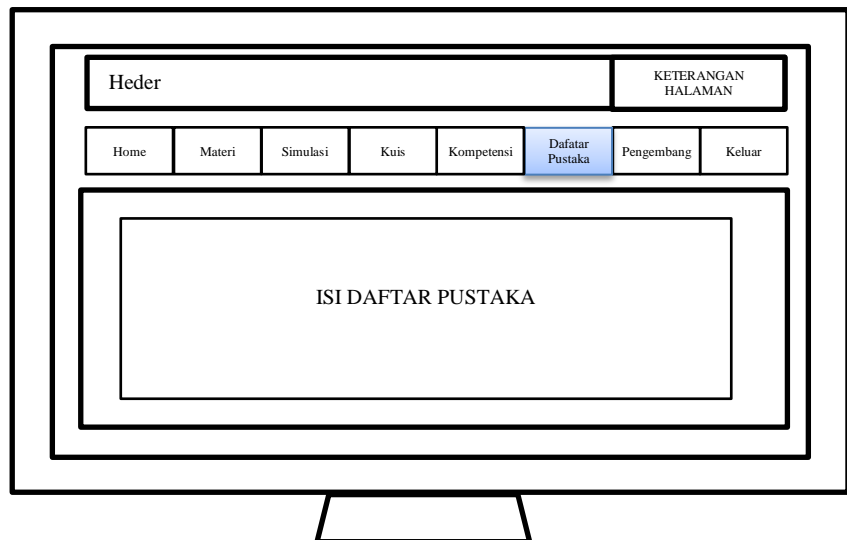 Heder
KETERANGAN
HALAMAN
Home
Materi
Simulasi
Kuis
Kompetensi
Dafatar
Pustaka
Pengembang
Keluar
ISI DAFTAR PUSTAKA